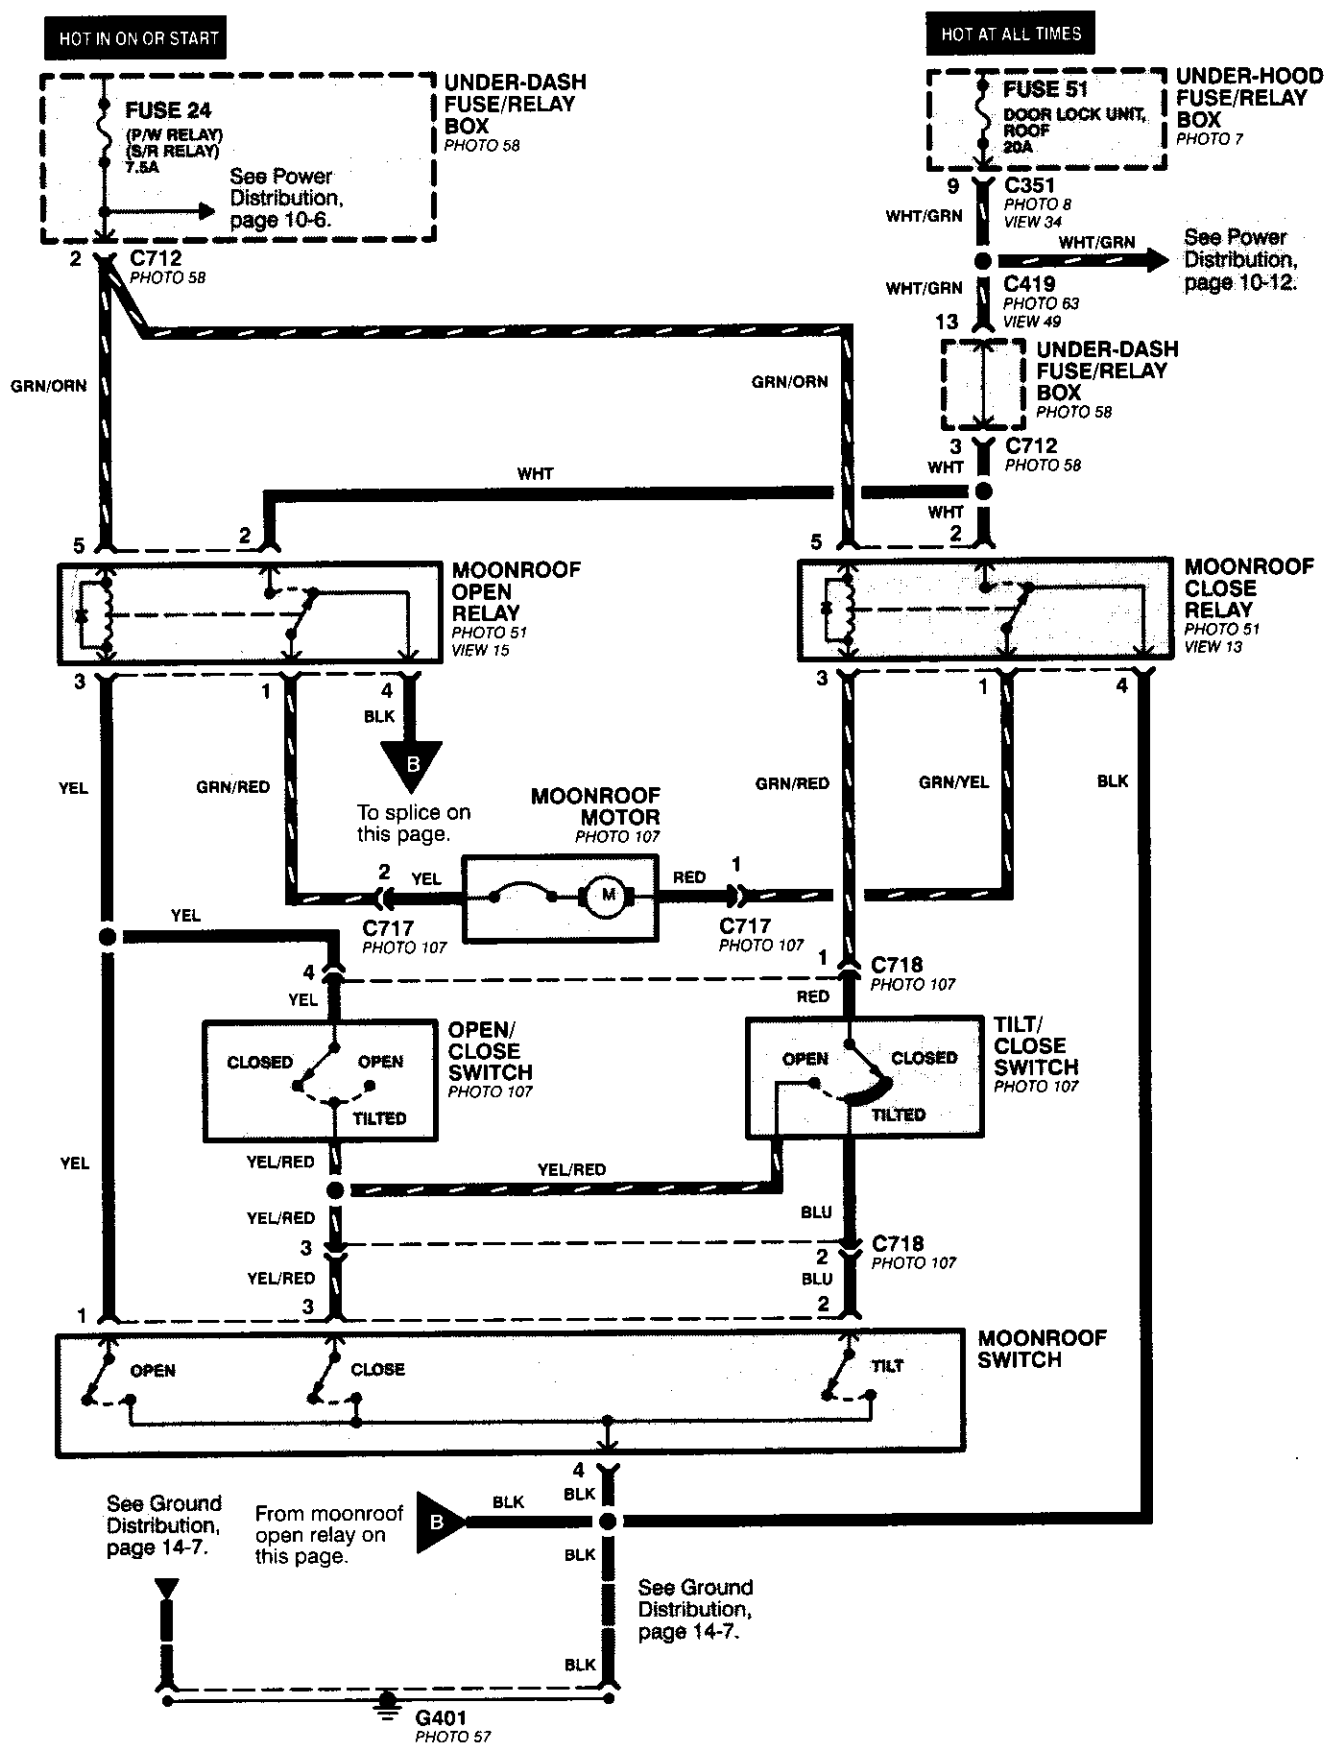 HOT IN ON OR START
HOT AT ALL TIMES
FUSE 24
(P/W RELAY)
(S/R RELAY)
7.5A
See Power
Distribution,
page 10-6.
UNDER-DASH
FUSE/RELAY
BOX
PHOTO 58
FUSE 51
DOOR LOCK UNIT,
ROOF
20A
UNDER-HOOD
FUSE/RELAY
BOX
PHOTO 7
9
C351
PHOTO 8
VIEW 34
WHT/GRN
WHT/GRN
See Power
Distribution,
page 10-12.
2
C712
PHOTO 58
WHT/GRN
C419
PHOTO 63
VIEW 49
13
UNDER-DASH
FUSE/RELAY
BOX
PHOTO 58
GRN/ORN
GRN/ORN
3
C712
PHOTO 58
WHT
WHT
WHT
5
2
5
2
MOONROOF
OPEN
RELAY
PHOTO 51
VIEW 15
MOONROOF
CLOSE
RELAY
PHOTO 51
VIEW 13
3
1
4
3
1
4
BLK
B
To splice on
this page.
YEL
GRN/RED
MOONROOF
MOTOR
PHOTO 107
GRN/RED
GRN/YEL
BLK
2
YEL
M
RED
1
C717
PHOTO 107
C717
PHOTO 107
YEL
4
YEL
1
C718
PHOTO 107
RED
CLOSED
OPEN
TILTED
OPEN/
CLOSE
SWITCH
PHOTO 107
OPEN
CLOSED
TILTED
TILT/
CLOSE
SWITCH
PHOTO 107
YEL
YEL/RED
YEL/RED
YEL/RED
BLU
3
2
C718
PHOTO 107
YEL/RED
BLU
1
3
2
OPEN
CLOSE
TILT
MOONROOF
SWITCH
4
BLK
See Ground
Distribution,
page 14-7.
From moonroof
open relay on
this page.
B
BLK
BLK
See Ground
Distribution,
page 14-7.
BLK
G401
PHOTO 57